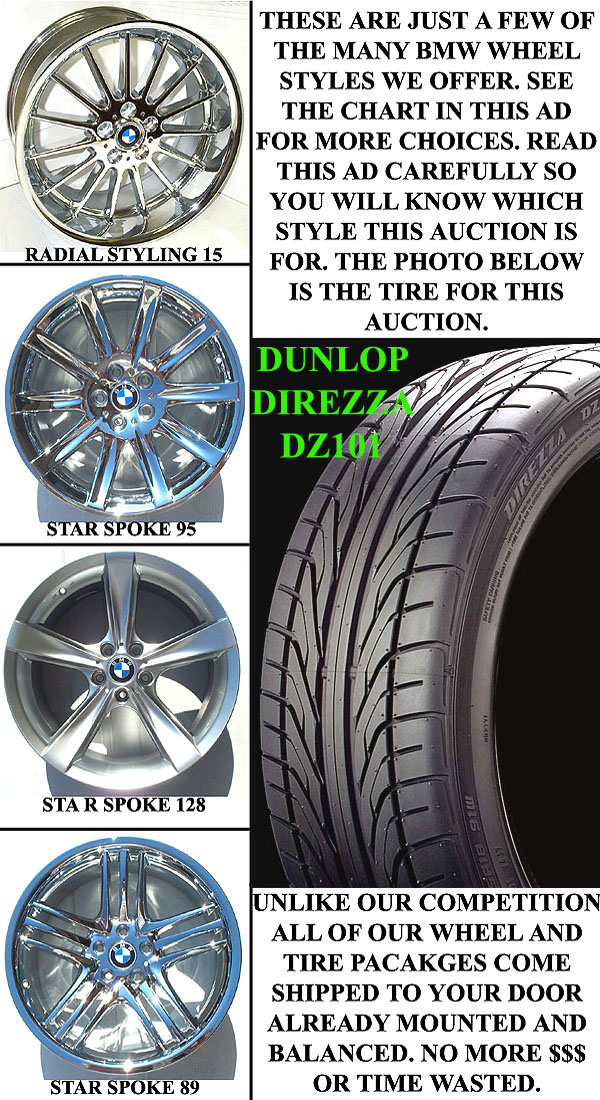 THESE ARE JUST A FEW OF
THE MANY BMW WHEEL
STYLES WE OFFER. SEE
THE CHART IN THIS AD
FOR MORE CHOICES. READ
THIS AD CAREFULLY SO
YOU WILL KNOW WHICH
STYLE THIS AUCTION IS
FOR. THE PHOTO BELOW
IS THE TIRE FOR THIS
AUCTION.
RADIAL STYLING 15
STAR SPOKE 95
STA R SPOKE 128
STAR SPOKE 89
DUNLOP
DIREZZA
DZ101
DIREZZA DZ
SAFETY
UNLIKE OUR COMPETITION
ALL OF OUR WHEEL AND
TIRE PACAKGES COME
SHIPPED TO YOUR DOOR
ALREADY MOUNTED AND
BALANCED. NO MORE $$$
OR TIME WASTED.